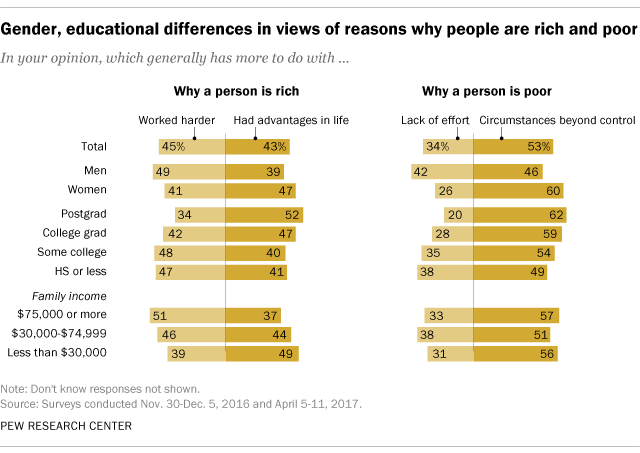 Gender, educational differences in views of reasons why people are rich and poor
In your opinion, which generally has more to do with ...
Why a person is rich Why a person is poor
Worked harder Had advantages in life Lack of effort Circumstances beyond control
Total 45% 43% 34% 53%
Men 49 39 42 46
Women 41 47 26 60
Postgrad 34 52 20 62
College grad 42 47 28 59
Some college 48 40 35 54
HS or less 47 41 38 49
Family income
$75,000 or more 51 37 33 57
$30,000-$74,999 46 44 38 51
Less than $30,000 39 49 31 56
Note: Don't know responses not shown.
Source: Surveys conducted Nov. 30-Dec. 5, 2016 and April 5-11, 2017.
PEW RESEARCH CENTER